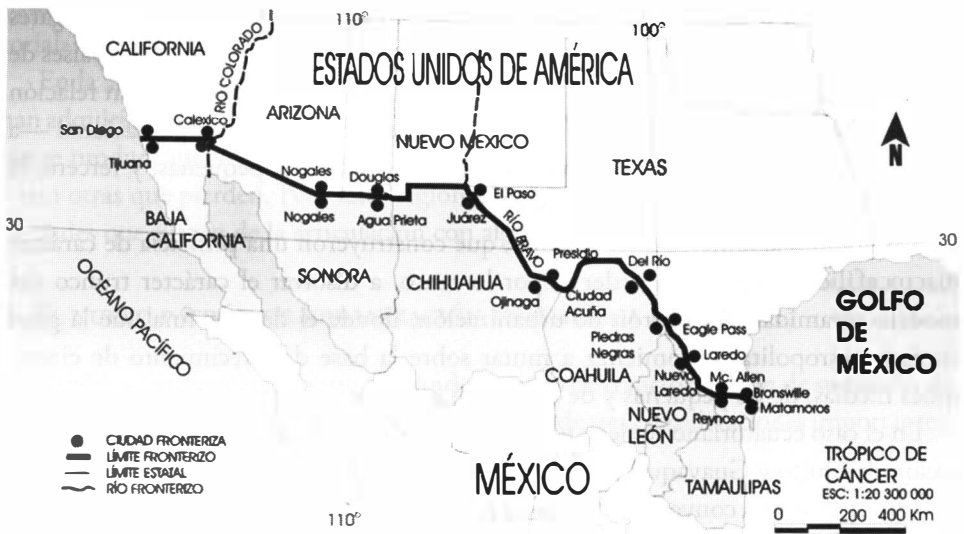 110°
100°
CALIFORNIA
RÍO COLORADO
ESTADOS UNIDOS DE AMÉRICA
ARIZONA
San Diego
Calexico
NUEVO MEXICO
N
Tijuana
TEXAS
Nogales
Douglas
El Paso
Nogales
Agua Prieta
Juárez
30
BAJA
CALIFORNIA
RÍO BRAVO
30
SONORA
CHIHUAHUA
Presidio
Del Río
OCEANO PACÍFICO
Ojinaga
Ciudad
Acuña
GOLFO
DE
MÉXICO
Eagle Pass
Piedras
Negras
Laredo
COAHUILA
Nuevo
Laredo
Mc. Allen
Bronswille
Matamoros
Reynosa
NUEVO
LEÓN
CIUDAD FRONTERIZA
LÍMITE FRONTERIZO
LÍMITE ESTATAL
RÍO FRONTERIZO
MÉXICO
TAMAULIPAS
TRÓPICO DE
CÁNCER
ESC: 1:20 300 000
0 200 400 Km
110°